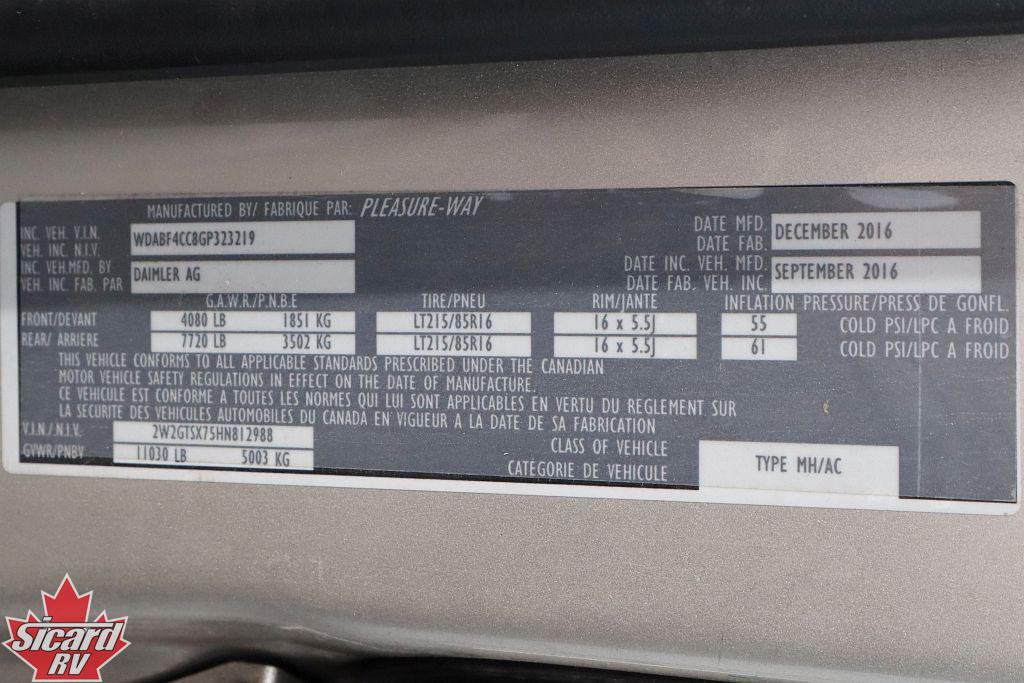 MANUFACTURED BY/ FABRIQUE PAR: PLEASURE-WAY
INC. VEH. V.I.N.
VEH. INC. N.I.V.
WDABF4CC8GP323219
DATE MFD.
DATE FAB.
DECEMBER 2016
INC. VEH.MFD. BY
VEH. INC. FAB. PAR
DAIMLER AG
DATE INC. VEH. MFD.
DATE FAB. VEH. INC.
SEPTEMBER 2016
G.A.W.R./P.N.B.E TIRE/PNEU RIM/JANTE INFLATION PRESSURE/PRESS DE GONFL.
FRONT/DEVANT 4080 LB 1851 KG LT215/85R16 16 x 5.5J 55 COLD PSI/LPC A FROID
REAR/ ARRIERE 7720 LB 3502 KG LT215/85R16 16 x 5.5J 61 COLD PSI/LPC A FROID
THIS VEHICLE CONFORMS TO ALL APPLICABLE STANDARDS PRESCRIBED UNDER THE CANADIAN
MOTOR VEHICLE SAFETY REGULATIONS IN EFFECT ON THE DATE OF MANUFACTURE.
CE VEHICULE EST CONFORME A TOUTES LES NORMES QUI LUI SONT APPLICABLES EN VERTU DU REGLEMENT SUR
LA SECURITE DES VEHICULES AUTOMOBILES DU CANADA EN VIGUEUR A LA DATE DE SA FABRICATION
V.I.N./N.I.V. 2W2GTSX75HN812988
GVWR/PNBV 11030 LB 5003 KG
CLASS OF VEHICLE
CATÉGORIE DE VEHICULE
TYPE MH/AC
Sicard
RV